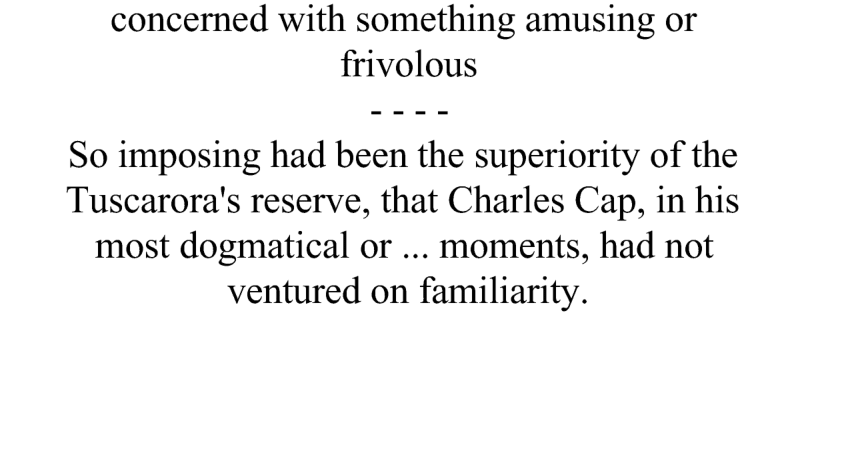 concerned with something amusing or
frivolous
- - - -
So imposing had been the superiority of the
Tuscarora's reserve, that Charles Cap, in his
most dogmatical or ... moments, had not
ventured on familiarity.